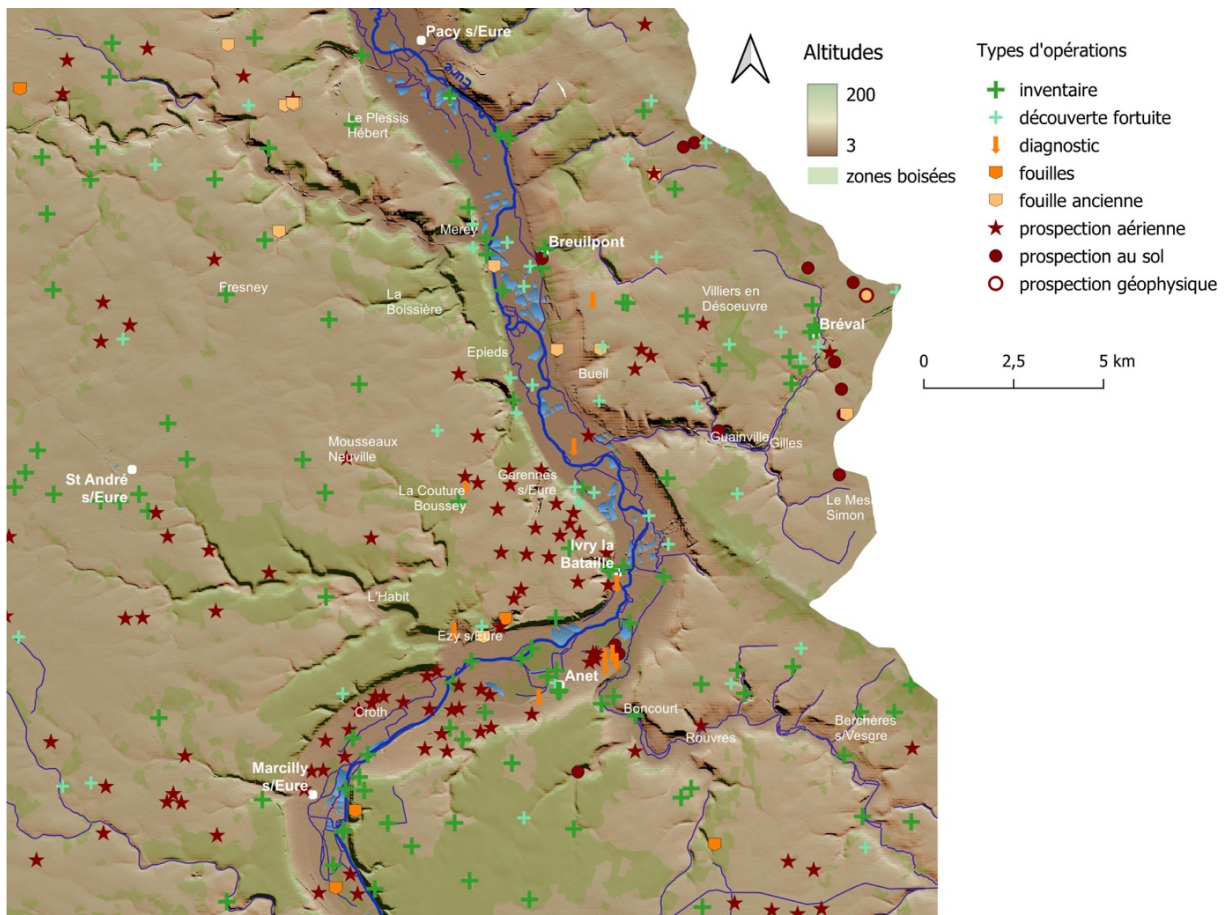 Pacy s/Eure
Eure
Le Plessis
Hébert
Merey
Breuilpont
Fresney
La
Boissière
Villiers en
Désoeuvre
Bréval
Epieds
Bueil
Mousseaux
Neuville
Guainville
Gilles
St André
s/Eure
La Couture
Boussey
Garennes
s/Eure
Le Mes
Simon
Ivry la
Bataille
L'Habit
Ezy s/Eure
Anet
Croth
Boncourt
Rouvres
Berchères
s/Vesgre
Marcilly
s/Eure
Altitudes
200
3
zones boisées
Types d'opérations
inventaire
découverte fortuite
diagnostic
fouilles
fouille ancienne
prospection aérienne
prospection au sol
prospection géophysique
0 2,5 5 km